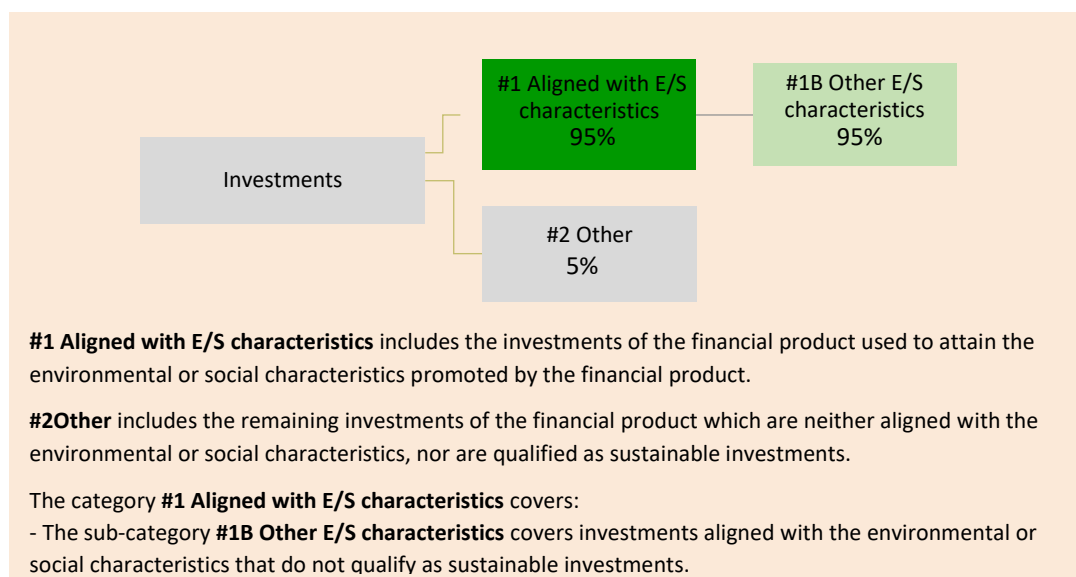 #1 Aligned with E/S
characteristics
95%
#1B Other E/S
characteristics
95%
Investments
#2 Other
5%
#1 Aligned with E/S characteristics includes the investments of the financial product used to attain the
environmental or social characteristics promoted by the financial product.
#2Other includes the remaining investments of the financial product which are neither aligned with the
environmental or social characteristics, nor are qualified as sustainable investments.
The category #1 Aligned with E/S characteristics covers:
- The sub-category #1B Other E/S characteristics covers investments aligned with the environmental or
social characteristics that do not qualify as sustainable investments.